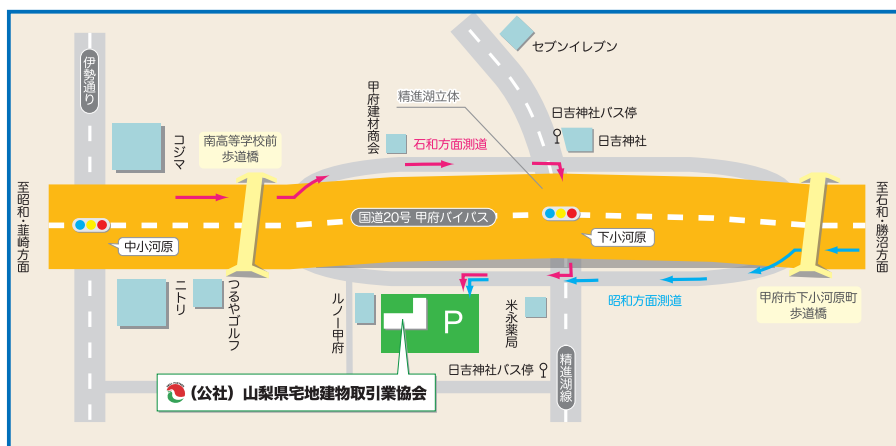 セブンイレブン
伊勢通り
甲府建材商会
精進湖立体
日吉神社バス停
コジマ
南高等学校前
歩道橋
石和方面測道
日吉神社
至昭和・韮崎方面
至石和・勝沼方面
国道20号 甲府バイパス
中小河原
下小河原
ニトリ
つるやゴルフ
ルノー甲府
P
米永薬局
昭和方面測道
甲府市下小河原町
歩道橋
日吉神社バス停
精進湖線
(公社) 山梨県宅地建物取引業協会